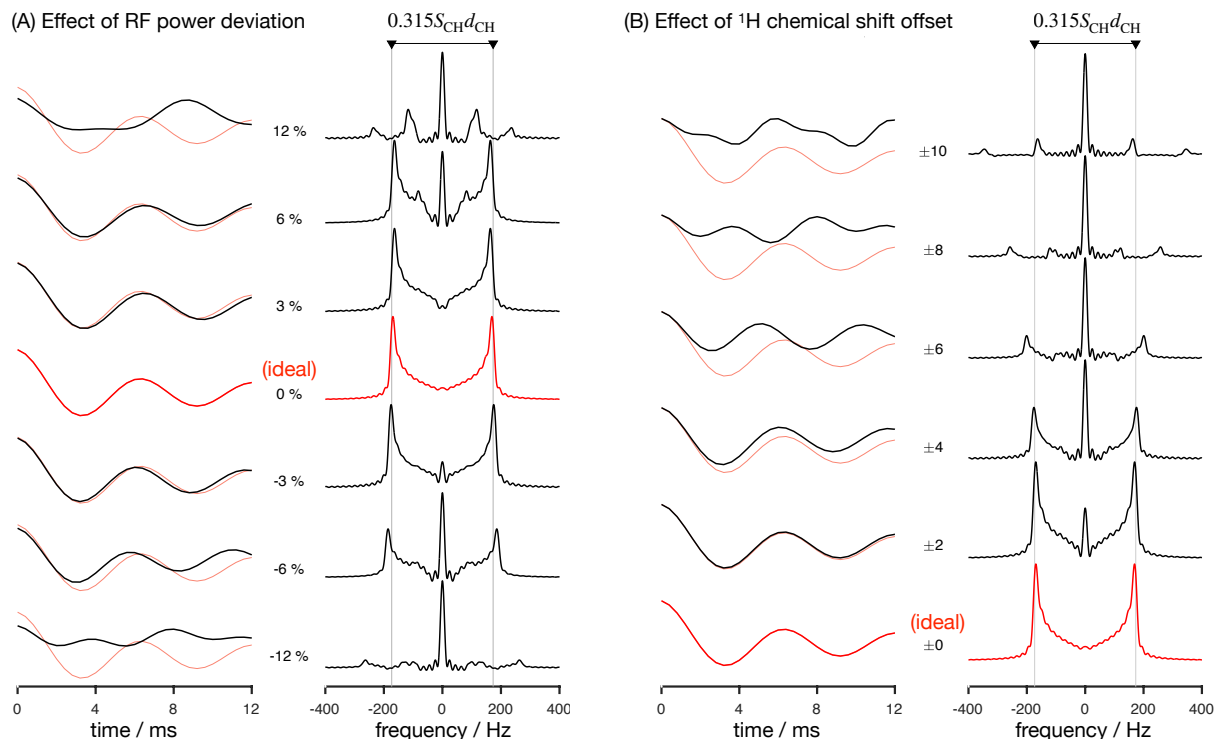 (A) Effect of RF power deviation
0.315S_CH d_CH
12 %
6 %
3 %
(ideal)
0 %
-3 %
-6 %
-12 %
0 4 8 12
time / ms
-400 -200 0 200 400
frequency / Hz
(B) Effect of ¹H chemical shift offset
0.315S_CH d_CH
±10
±8
±6
±4
±2
(ideal)
±0
0 4 8 12
time / ms
-400 -200 0 200 400
frequency / Hz